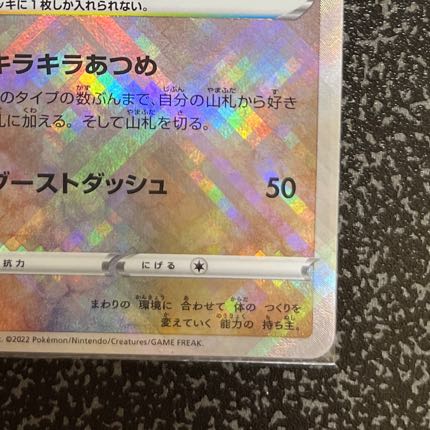 ッキに1枚しか入れられない。
キラキラあつめ
のタイプの数ぶんまで、自分の山札から好き
札に加える。そして山札を切る。
ブーストダッシュ 50
抗力 にげる
まわりの 環境に 合わせて 体の つくりを
変えていく 能力の 持ち主。
©2022 Pokémon/Nintendo/Creatures/GAME FREAK.